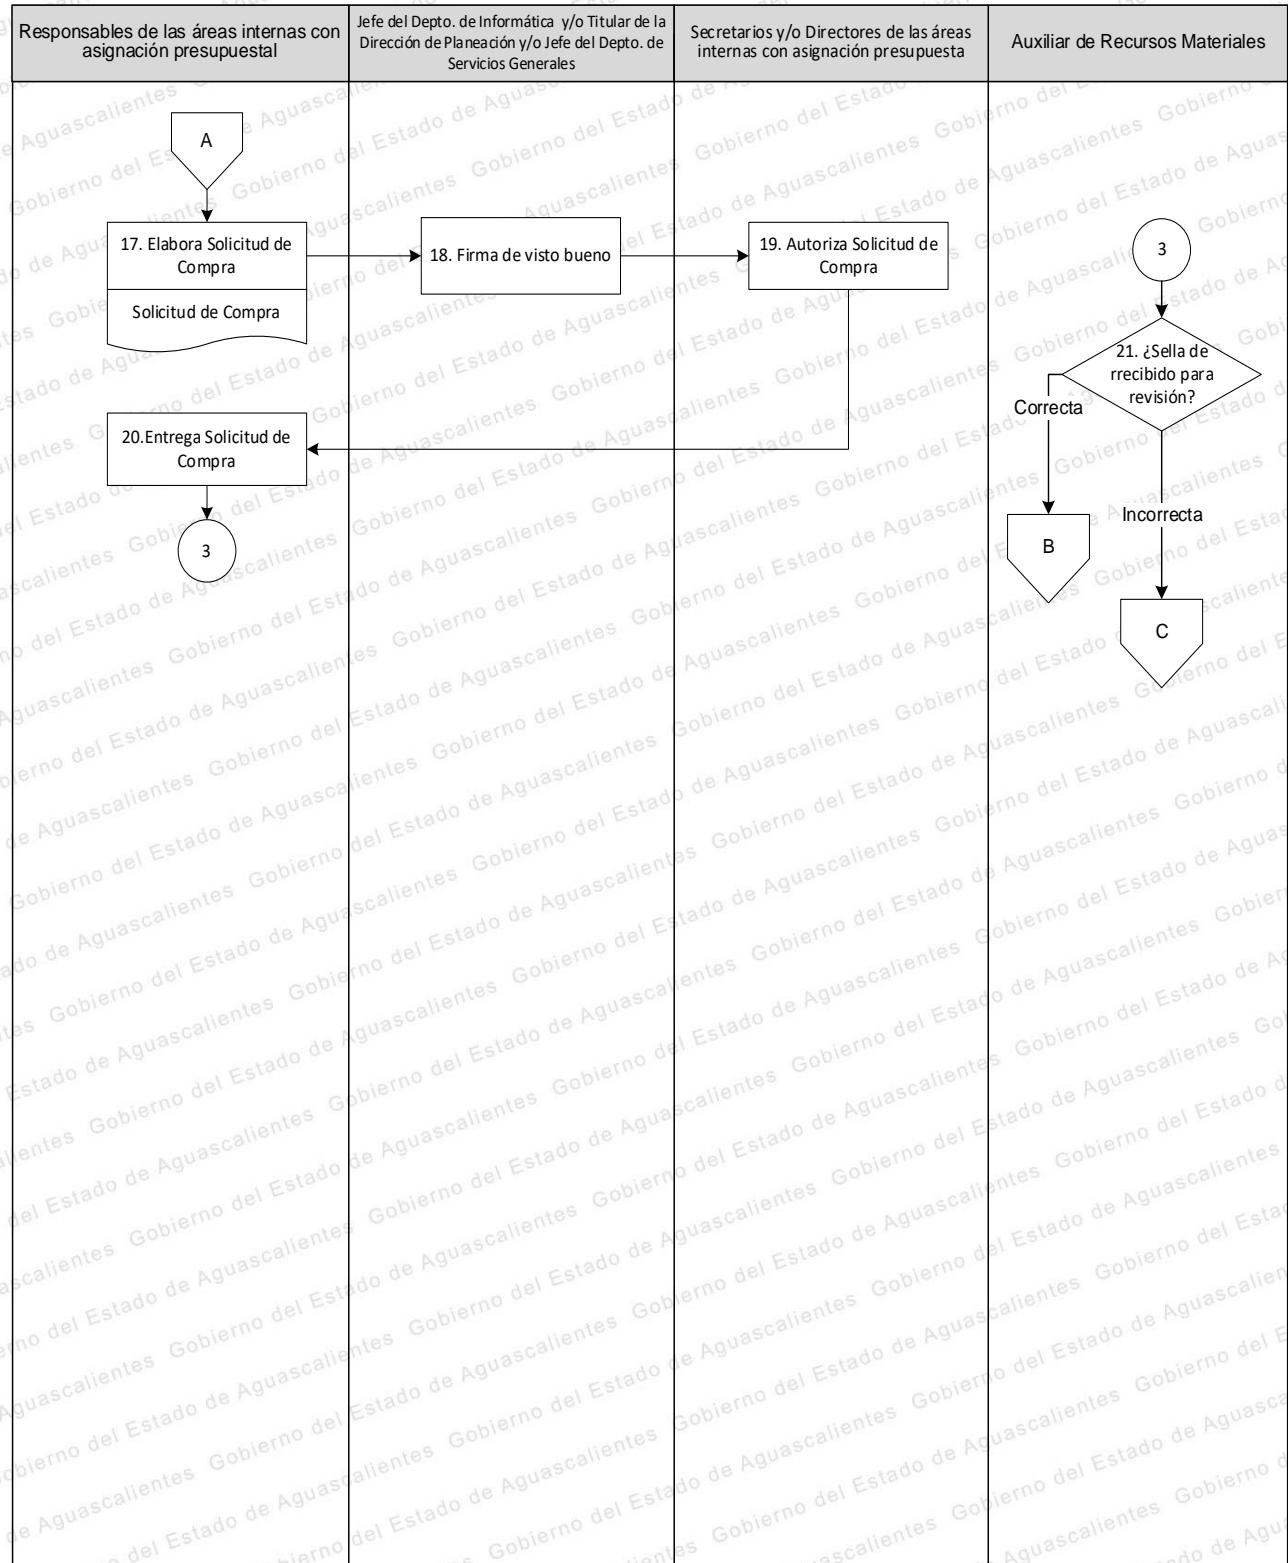 Responsables de las áreas internas con
asignación presupuestal
Jefe del Depto. de Informática y/o Titular de la
Dirección de Planeación y/o Jefe del Depto. de
Servicios Generales
Secretarios y/o Directores de las áreas
internas con asignación presupuesta
Auxiliar de Recursos Materiales
A
17. Elabora Solicitud de
Compra
Solicitud de Compra
18. Firma de visto bueno
19. Autoriza Solicitud de
Compra
20.Entrega Solicitud de
Compra
3
3
21. ¿Sella de
rrecibido para
revisión?
Correcta
Incorrecta
B
C